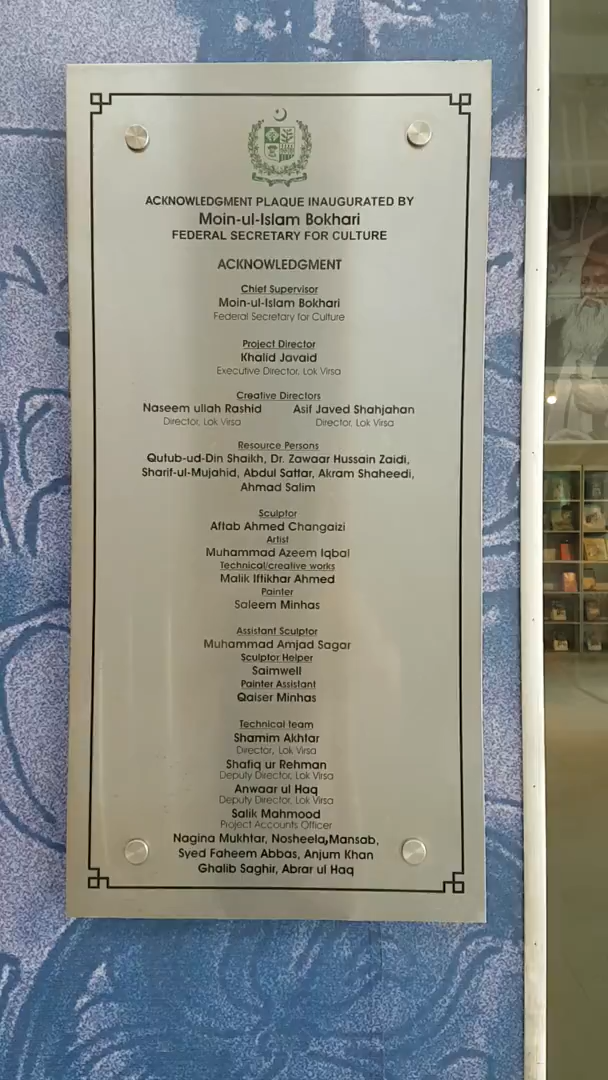 ACKNOWLEDGMENT PLAQUE INAUGURATED BY
Moin-ul-Islam Bokhari
FEDERAL SECRETARY FOR CULTURE
ACKNOWLEDGMENT
Chief Supervisor
Moin-ul-Islam Bokhari
Federal Secretary for Culture
Project Director
Khalid Javaid
Executive Director, Lok Virsa
Creative Directors
Naseem ullah Rashid Asif Javed Shahjahan
Director, Lok Virsa Director, Lok Virsa
Resource Persons
Qutub-ud-Din Shaikh, Dr. Zawaar Hussain Zaidi,
Sharif-ul-Mujahid, Abdul Sattar, Akram Shaheedi,
Ahmad Salim
Sculptor
Aftab Ahmed Changaizi
Artist
Muhammad Azeem Iqbal
Technical/creative works
Malik Iftikhar Ahmed
Painter
Saleem Minhas
Assistant Sculptor
Muhammad Amjad Sagar
Sculptor Helper
Saimwell
Painter Assistant
Qaiser Minhas
Technical team
Shamim Akhtar
Director, Lok Virsa
Shafiq ur Rehman
Deputy Director, Lok Virsa
Anwaar ul Haq
Deputy Director, Lok Virsa
Salik Mahmood
Project Accounts Officer
Nagina Mukhtar, Nosheela, Mansab,
Syed Faheem Abbas, Anjum Khan
Ghalib Saghir, Abrar ul Haq